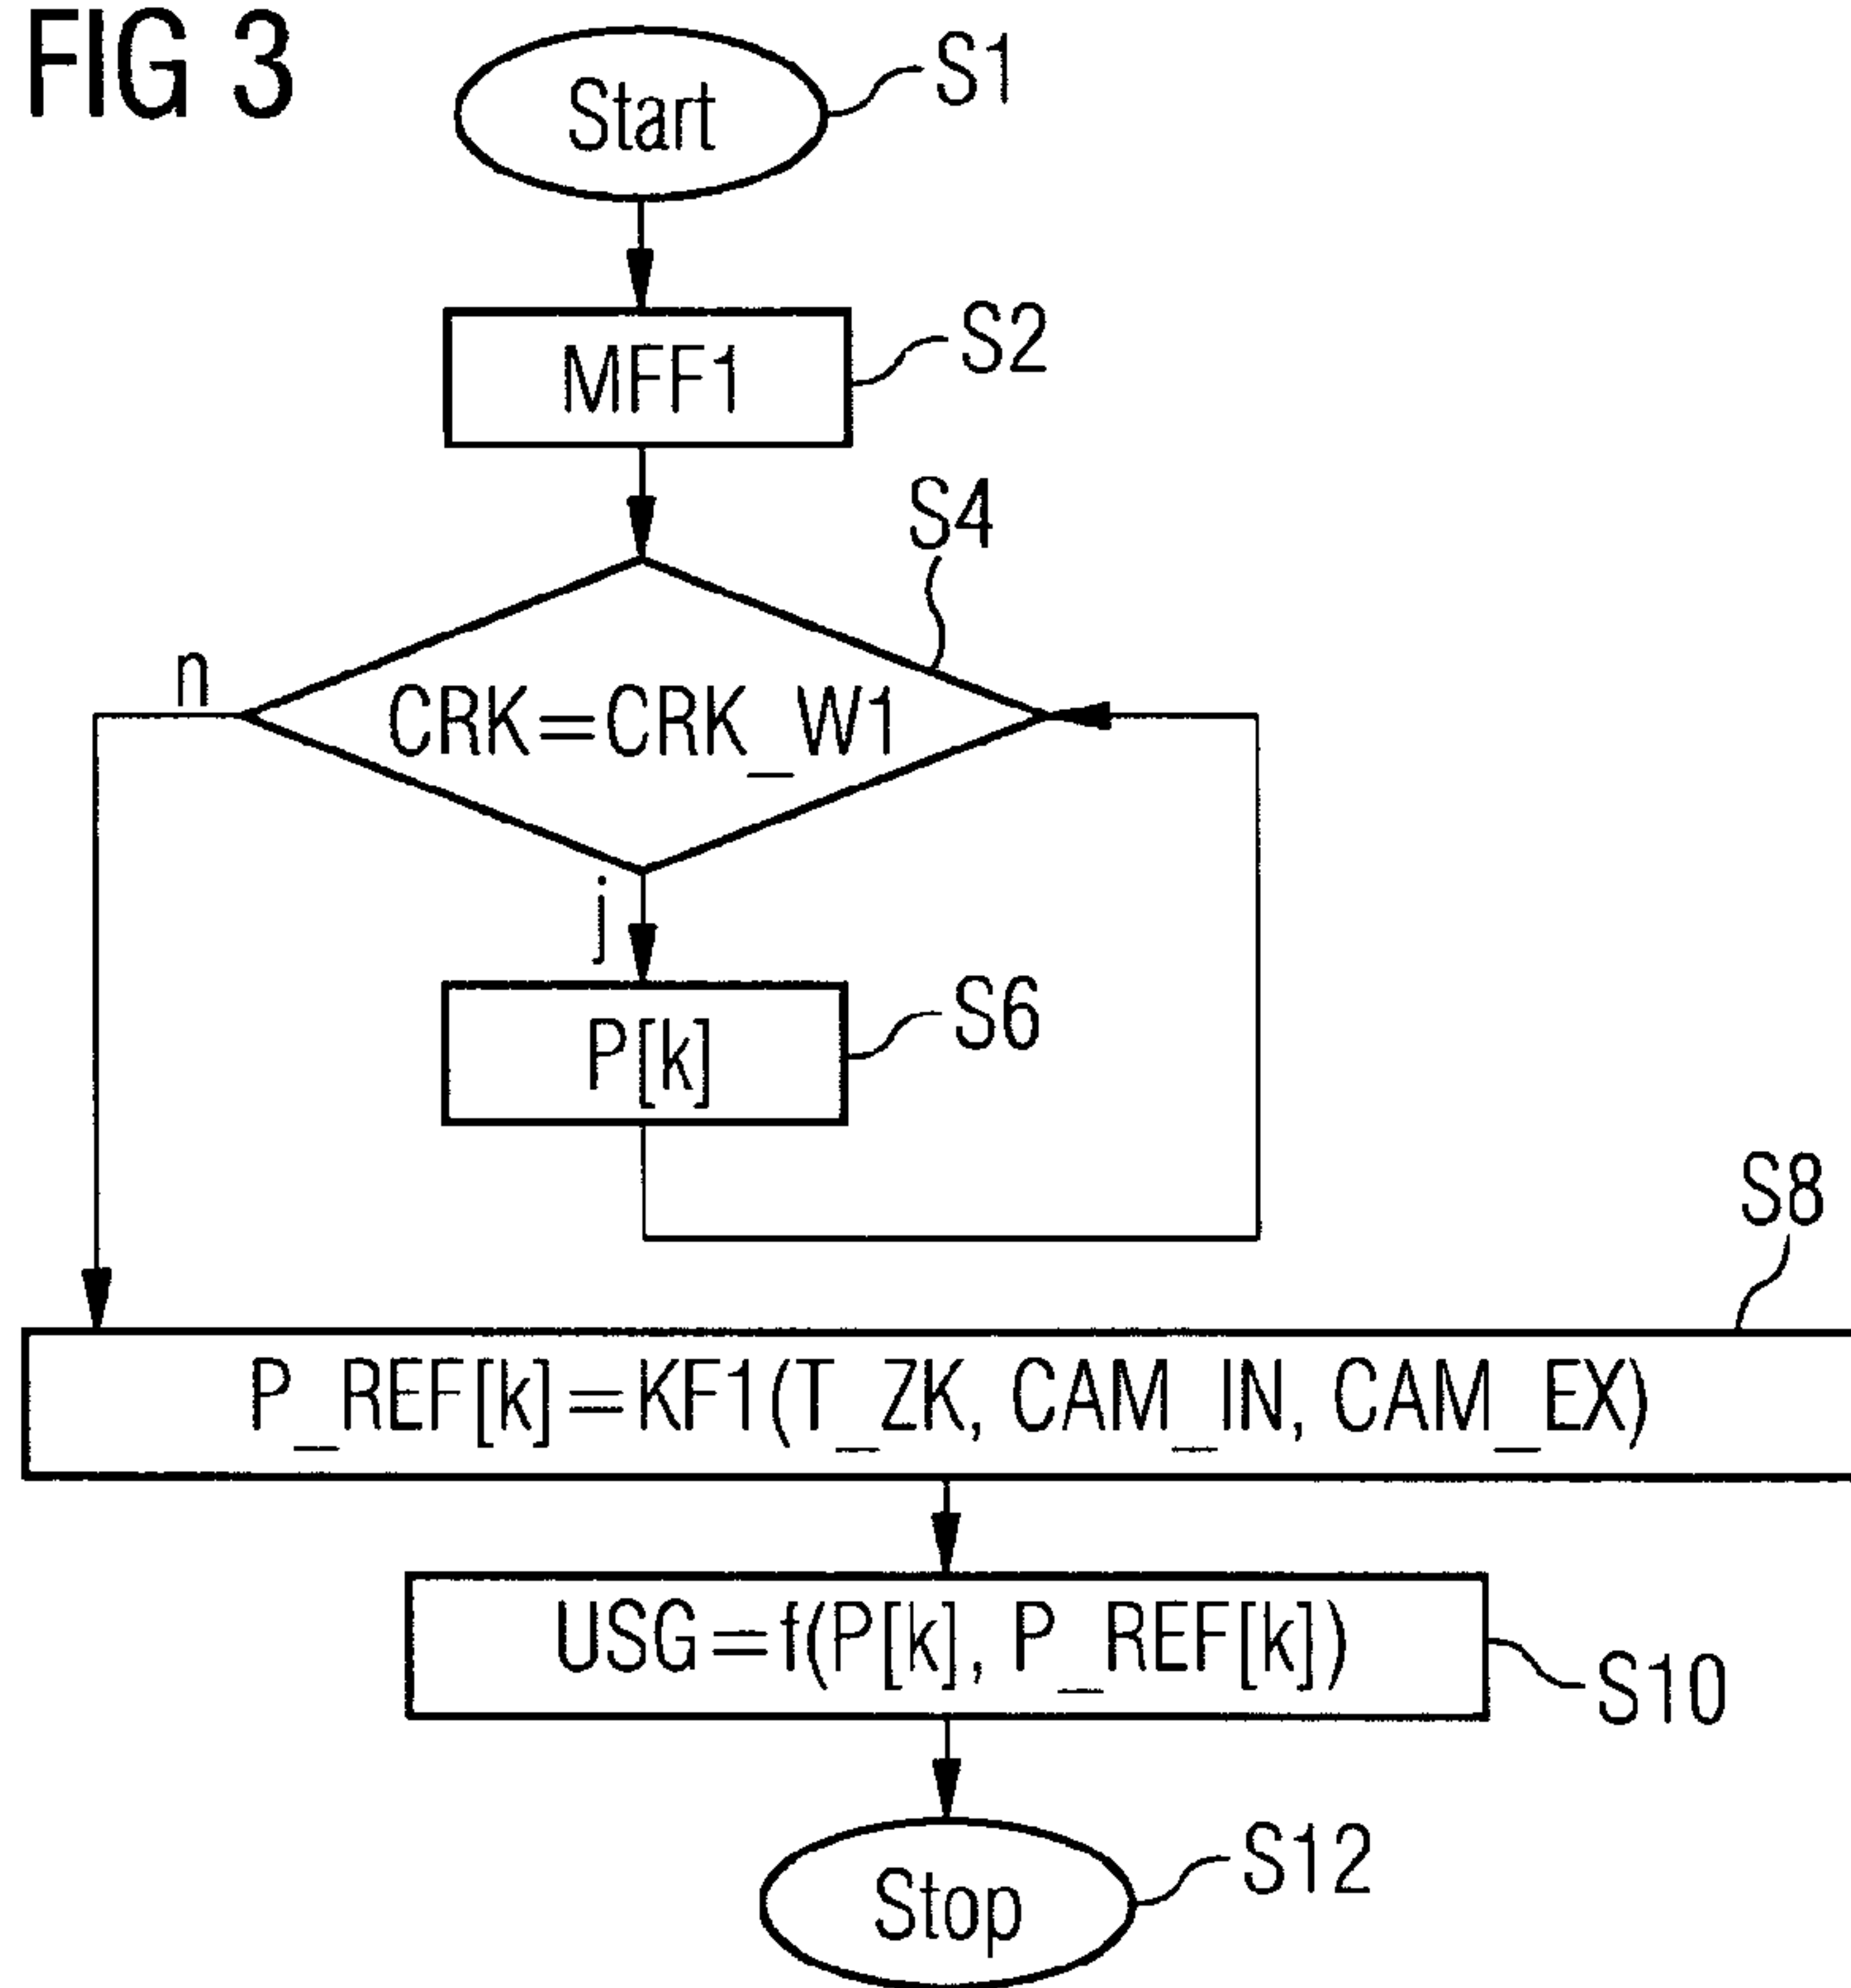 FIG 3
Start
S1
MFF1
S2
S4
n
CRK=CRK_W1
j
P[k]
S6
S8
P_REF[k]=KF1(T_ZK, CAM_IN, CAM_EX)
USG=f(P[k], P_REF[k])
S10
Stop
S12